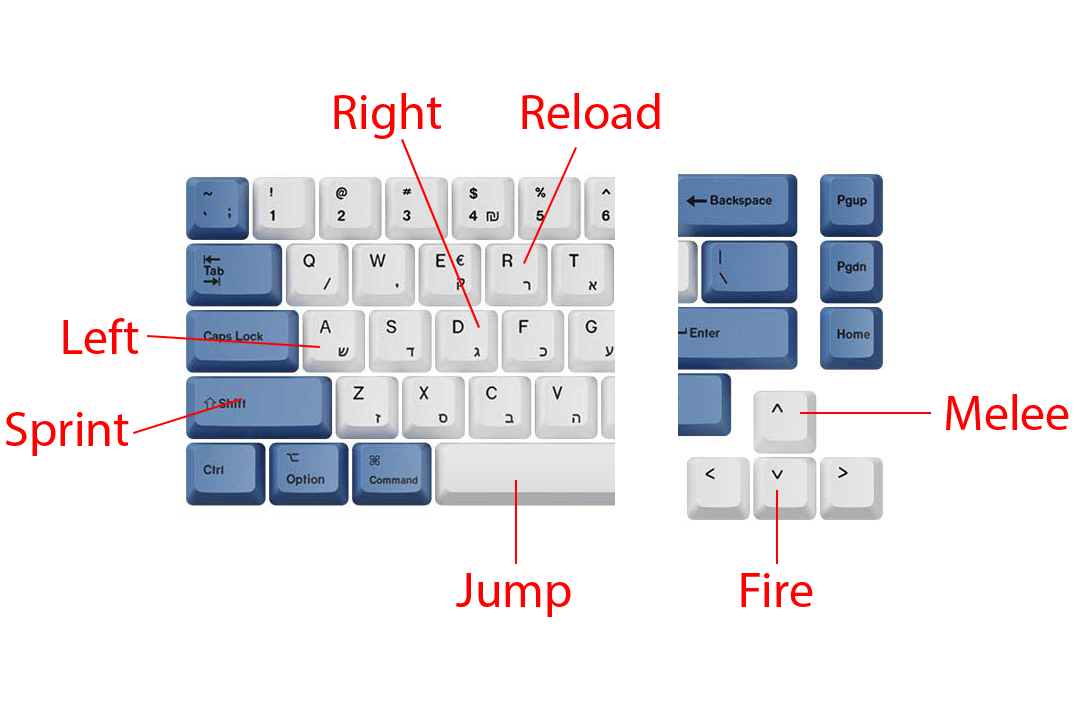 Right Reload
~ ! @ # $ % ^
` ; 1 2 3 4 ₪ 5 6
← Backspace Pgup
Q W E € R T
Tab / ' ק ר א
| \ Pgdn
Left
Caps Lock A S D F G
ש ד ג כ ע
↵ Enter Home
Sprint
⇧ Shift Z X C V
ז ס ב ה
^ Melee
Ctrl ⌥ Option ⌘ Command
< v >
Jump Fire